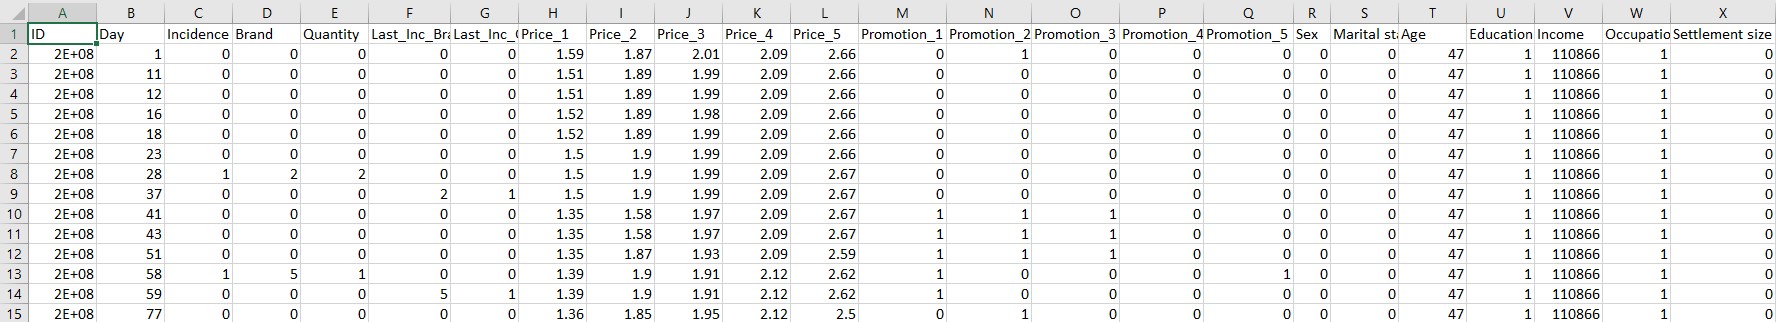 A B C D E F G H I J K L M N O P Q R S T U V W X
1 ID Day Incidence Brand Quantity Last_Inc_Bra Last_Inc_ Price_1 Price_2 Price_3 Price_4 Price_5 Promotion_1 Promotion_2 Promotion_3 Promotion_4 Promotion_5 Sex Marital sta Age Education Income Occupatio Settlement size
2 2E+08 1 0 0 0 0 0 1.59 1.87 2.01 2.09 2.66 0 1 0 0 0 0 0 47 1 110866 1 0
3 2E+08 11 0 0 0 0 0 1.51 1.89 1.99 2.09 2.66 0 0 0 0 0 0 0 47 1 110866 1 0
4 2E+08 12 0 0 0 0 0 1.51 1.89 1.99 2.09 2.66 0 0 0 0 0 0 0 47 1 110866 1 0
5 2E+08 16 0 0 0 0 0 1.52 1.89 1.98 2.09 2.66 0 0 0 0 0 0 0 47 1 110866 1 0
6 2E+08 18 0 0 0 0 0 1.52 1.89 1.99 2.09 2.66 0 0 0 0 0 0 0 47 1 110866 1 0
7 2E+08 23 0 0 0 0 0 1.5 1.9 1.99 2.09 2.66 0 0 0 0 0 0 0 47 1 110866 1 0
8 2E+08 28 1 2 2 0 0 1.5 1.9 1.99 2.09 2.67 0 0 0 0 0 0 0 47 1 110866 1 0
9 2E+08 37 0 0 0 2 1 1.5 1.9 1.99 2.09 2.67 0 0 0 0 0 0 0 47 1 110866 1 0
10 2E+08 41 0 0 0 0 0 1.35 1.58 1.97 2.09 2.67 1 1 1 0 0 0 0 47 1 110866 1 0
11 2E+08 43 0 0 0 0 0 1.35 1.58 1.97 2.09 2.67 1 1 1 0 0 0 0 47 1 110866 1 0
12 2E+08 51 0 0 0 0 0 1.35 1.87 1.93 2.09 2.59 1 1 1 0 0 0 0 47 1 110866 1 0
13 2E+08 58 1 5 1 0 0 1.39 1.9 1.91 2.12 2.62 1 0 0 0 1 0 0 47 1 110866 1 0
14 2E+08 59 0 0 0 5 1 1.39 1.9 1.91 2.12 2.62 1 0 0 0 0 0 0 47 1 110866 1 0
15 2E+08 77 0 0 0 0 0 1.36 1.85 1.95 2.12 2.5 0 1 0 0 0 0 0 47 1 110866 1 0